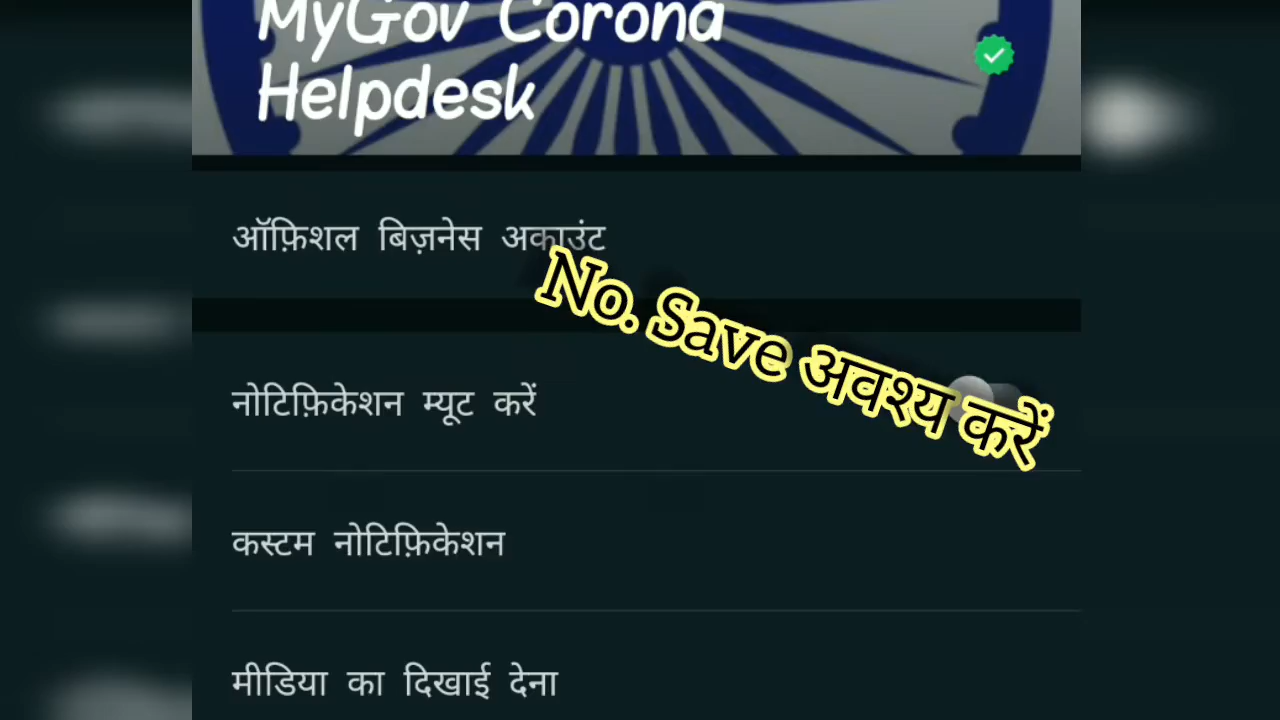 MyGov Corona
Helpdesk
ऑफ़िशल बिज़नेस अकाउंट
No. Save अवश्य करें
नोटिफ़िकेशन म्यूट करें
कस्टम नोटिफ़िकेशन
मीडिया का दिखाई देना